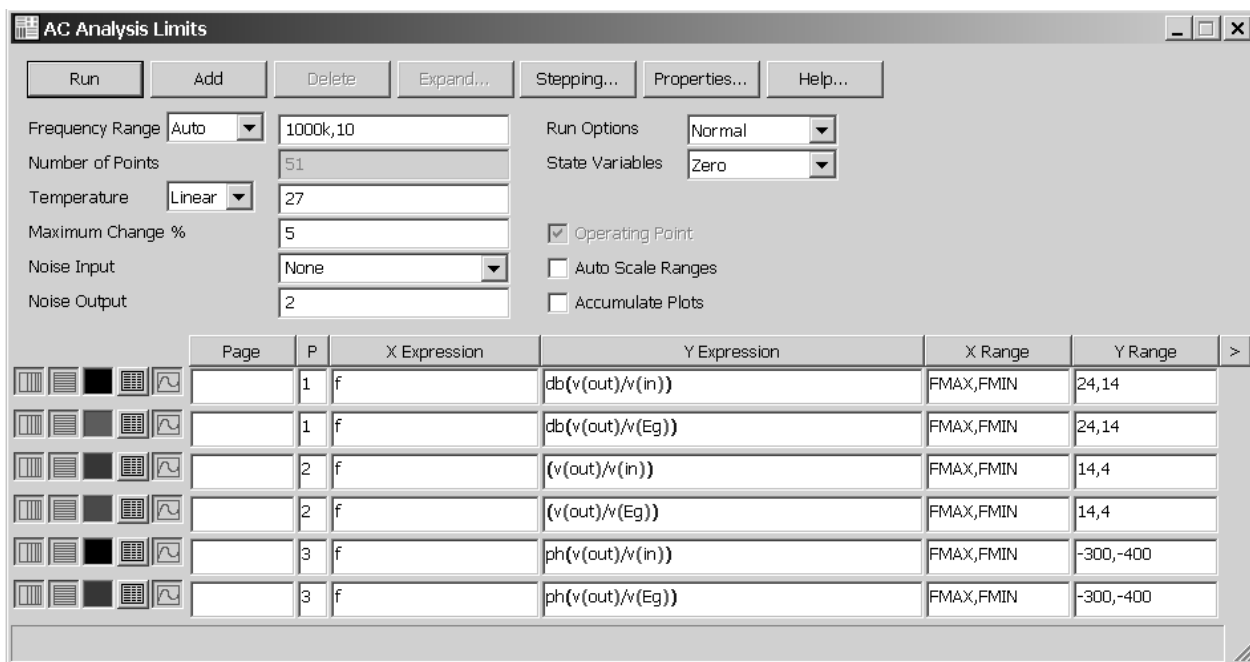 AC Analysis Limits
Run Add Delete Expand... Stepping... Properties... Help...
Frequency Range Auto 1000k,10 Run Options Normal
Number of Points 51 State Variables Zero
Temperature Linear 27
Maximum Change % 5 Operating Point
Noise Input None Auto Scale Ranges
Noise Output 2 Accumulate Plots
Page P X Expression Y Expression X Range Y Range >
1 f db(v(out)/v(in)) FMAX,FMIN 24,14
1 f db(v(out)/v(Eg)) FMAX,FMIN 24,14
2 f (v(out)/v(in)) FMAX,FMIN 14,4
2 f (v(out)/v(Eg)) FMAX,FMIN 14,4
3 f ph(v(out)/v(in)) FMAX,FMIN -300,-400
3 f ph(v(out)/v(Eg)) FMAX,FMIN -300,-400